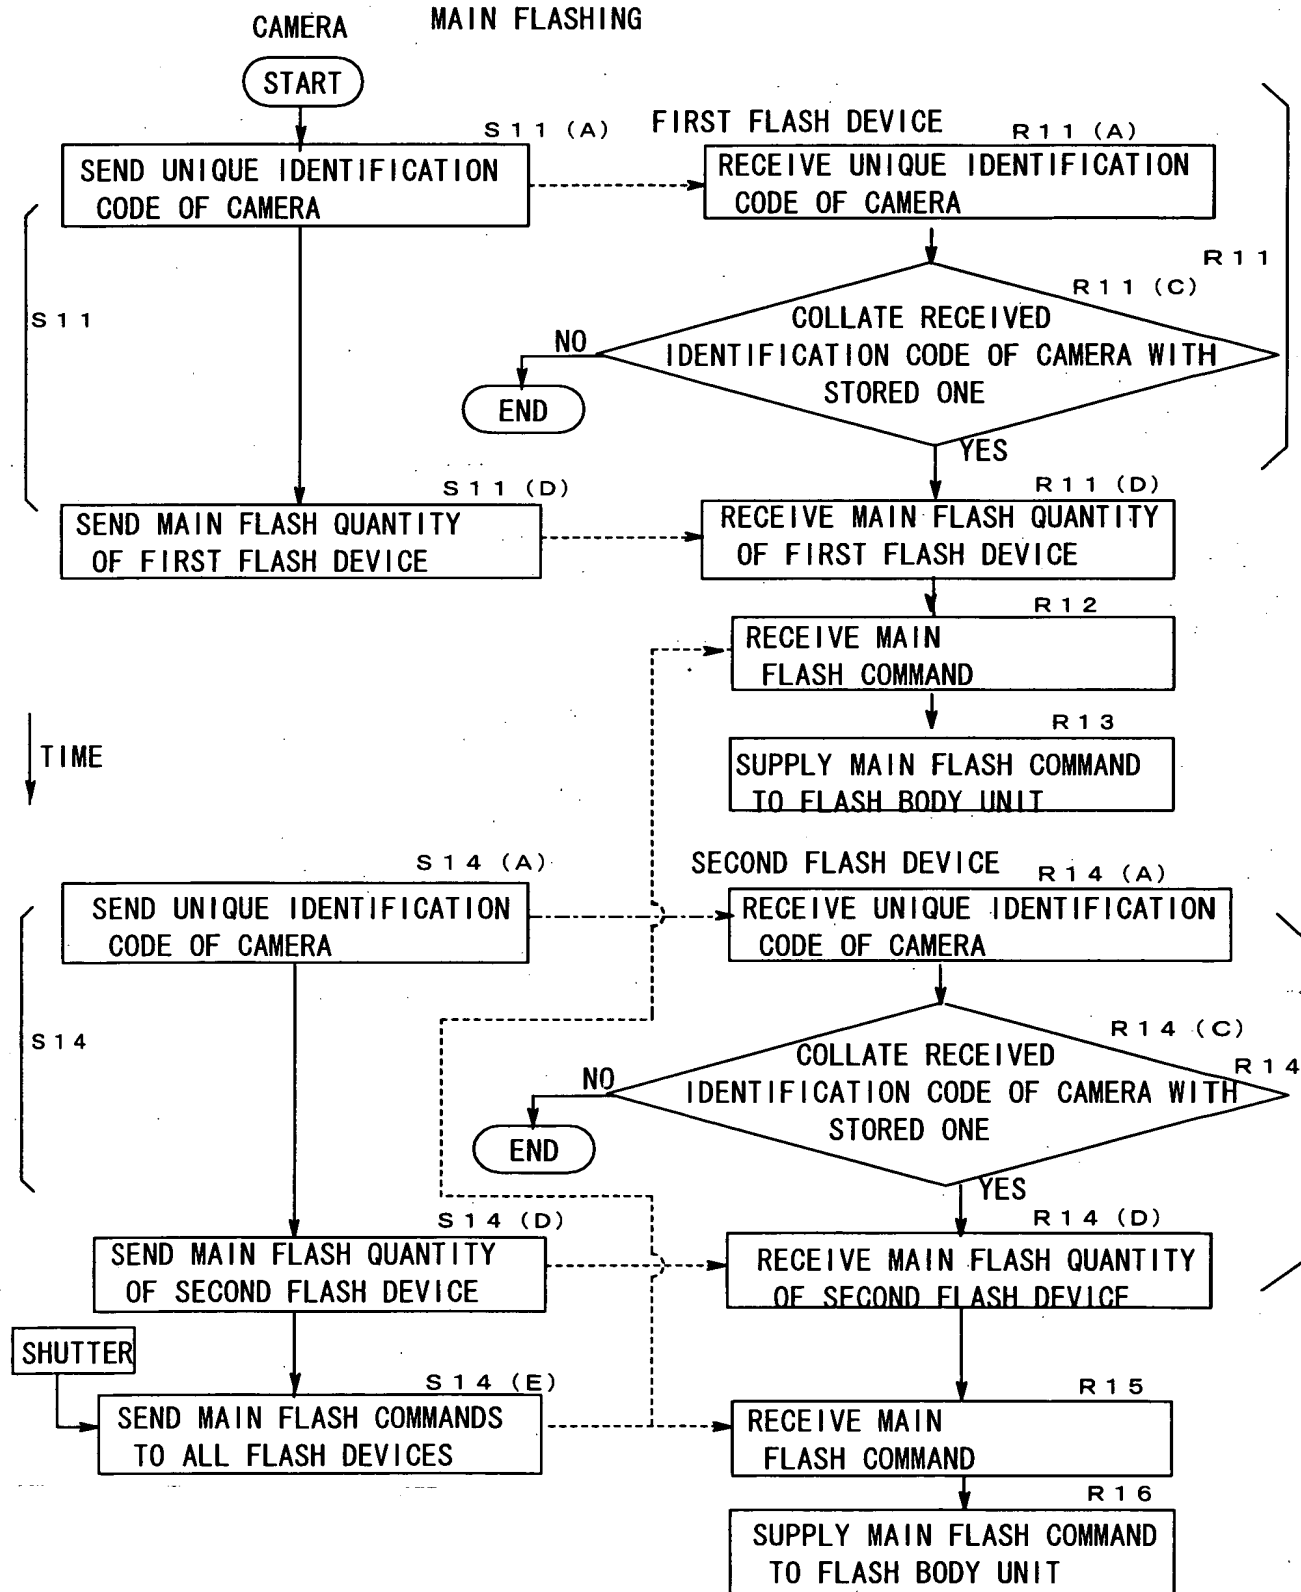 MAIN FLASHING
CAMERA
START
S11 (A)
FIRST FLASH DEVICE
R11 (A)
SEND UNIQUE IDENTIFICATION
CODE OF CAMERA
RECEIVE UNIQUE IDENTIFICATION
CODE OF CAMERA
R11
R11 (C)
S11
COLLATE RECEIVED
IDENTIFICATION CODE OF CAMERA WITH
STORED ONE
NO
END
YES
S11 (D)
R11 (D)
SEND MAIN FLASH QUANTITY
OF FIRST FLASH DEVICE
RECEIVE MAIN FLASH QUANTITY
OF FIRST FLASH DEVICE
R12
RECEIVE MAIN
FLASH COMMAND
R13
TIME
SUPPLY MAIN FLASH COMMAND
TO FLASH BODY UNIT
S14 (A)
SECOND FLASH DEVICE
R14 (A)
SEND UNIQUE IDENTIFICATION
CODE OF CAMERA
RECEIVE UNIQUE IDENTIFICATION
CODE OF CAMERA
S14
R14 (C)
R14
COLLATE RECEIVED
IDENTIFICATION CODE OF CAMERA WITH
STORED ONE
NO
END
YES
S14 (D)
R14 (D)
SEND MAIN FLASH QUANTITY
OF SECOND FLASH DEVICE
RECEIVE MAIN FLASH QUANTITY
OF SECOND FLASH DEVICE
SHUTTER
S14 (E)
R15
SEND MAIN FLASH COMMANDS
TO ALL FLASH DEVICES
RECEIVE MAIN
FLASH COMMAND
R16
SUPPLY MAIN FLASH COMMAND
TO FLASH BODY UNIT